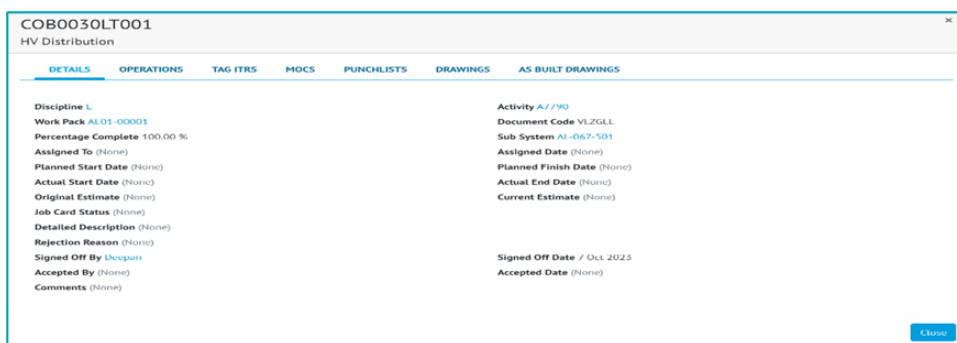 COB0030LT001
×
HV Distribution
DETAILS OPERATIONS TAG ITRS MOCS PUNCHLISTS DRAWINGS AS BUILT DRAWINGS
Discipline L Activity A7790
Work Pack AL01-00001 Document Code VLZGLL
Percentage Complete 100.00 % Sub System AL-067-501
Assigned To (None) Assigned Date (None)
Planned Start Date (None) Planned Finish Date (None)
Actual Start Date (None) Actual End Date (None)
Original Estimate (None) Current Estimate (None)
Job Card Status (None)
Detailed Description (None)
Rejection Reason (None)
Signed Off By Deepan Signed Off Date 7 Oct 2023
Accepted By (None) Accepted Date (None)
Comments (None)
Close